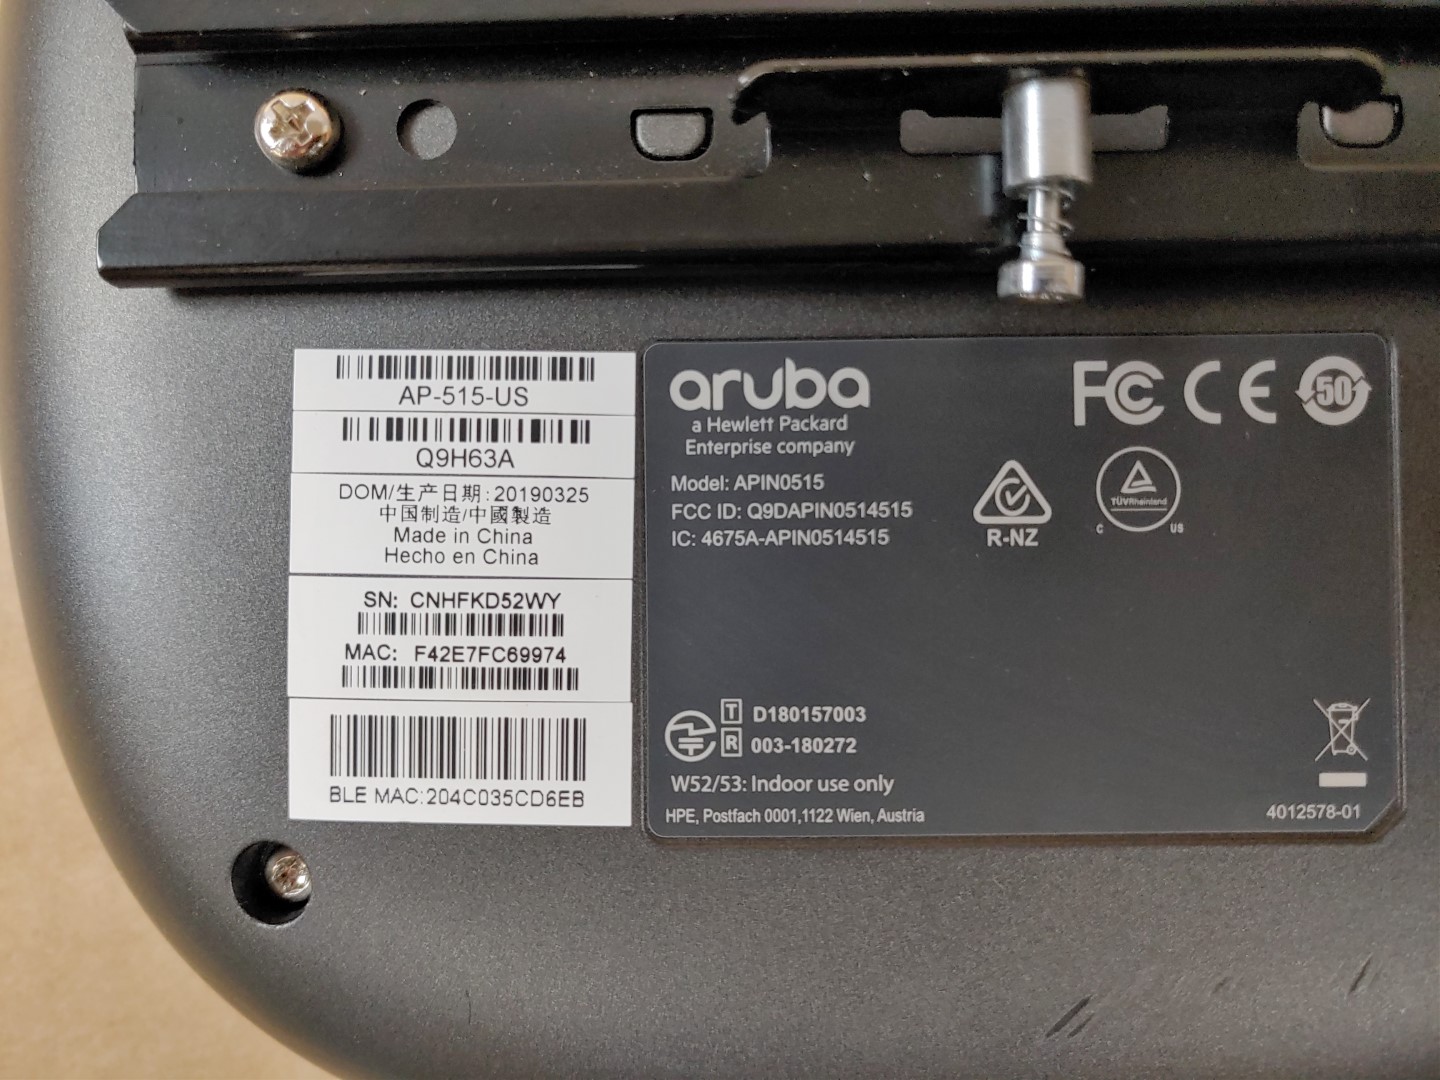 AP-515-US
Q9H63A
DOM/生产日期:20190325
中国制造/中國製造
Made in China
Hecho en China
SN: CNHFKD52WY
MAC: F42E7FC69974
BLE MAC:204C035CD6EB
aruba
a Hewlett Packard
Enterprise company
Model: APIN0515
FCC ID: Q9DAPIN0514515
IC: 4675A-APIN0514515
FC CE 50
R-NZ
TÜVRheinland
C US
T D180157003
R 003-180272
W52/53: Indoor use only
HPE, Postfach 0001,1122 Wien, Austria
4012578-01